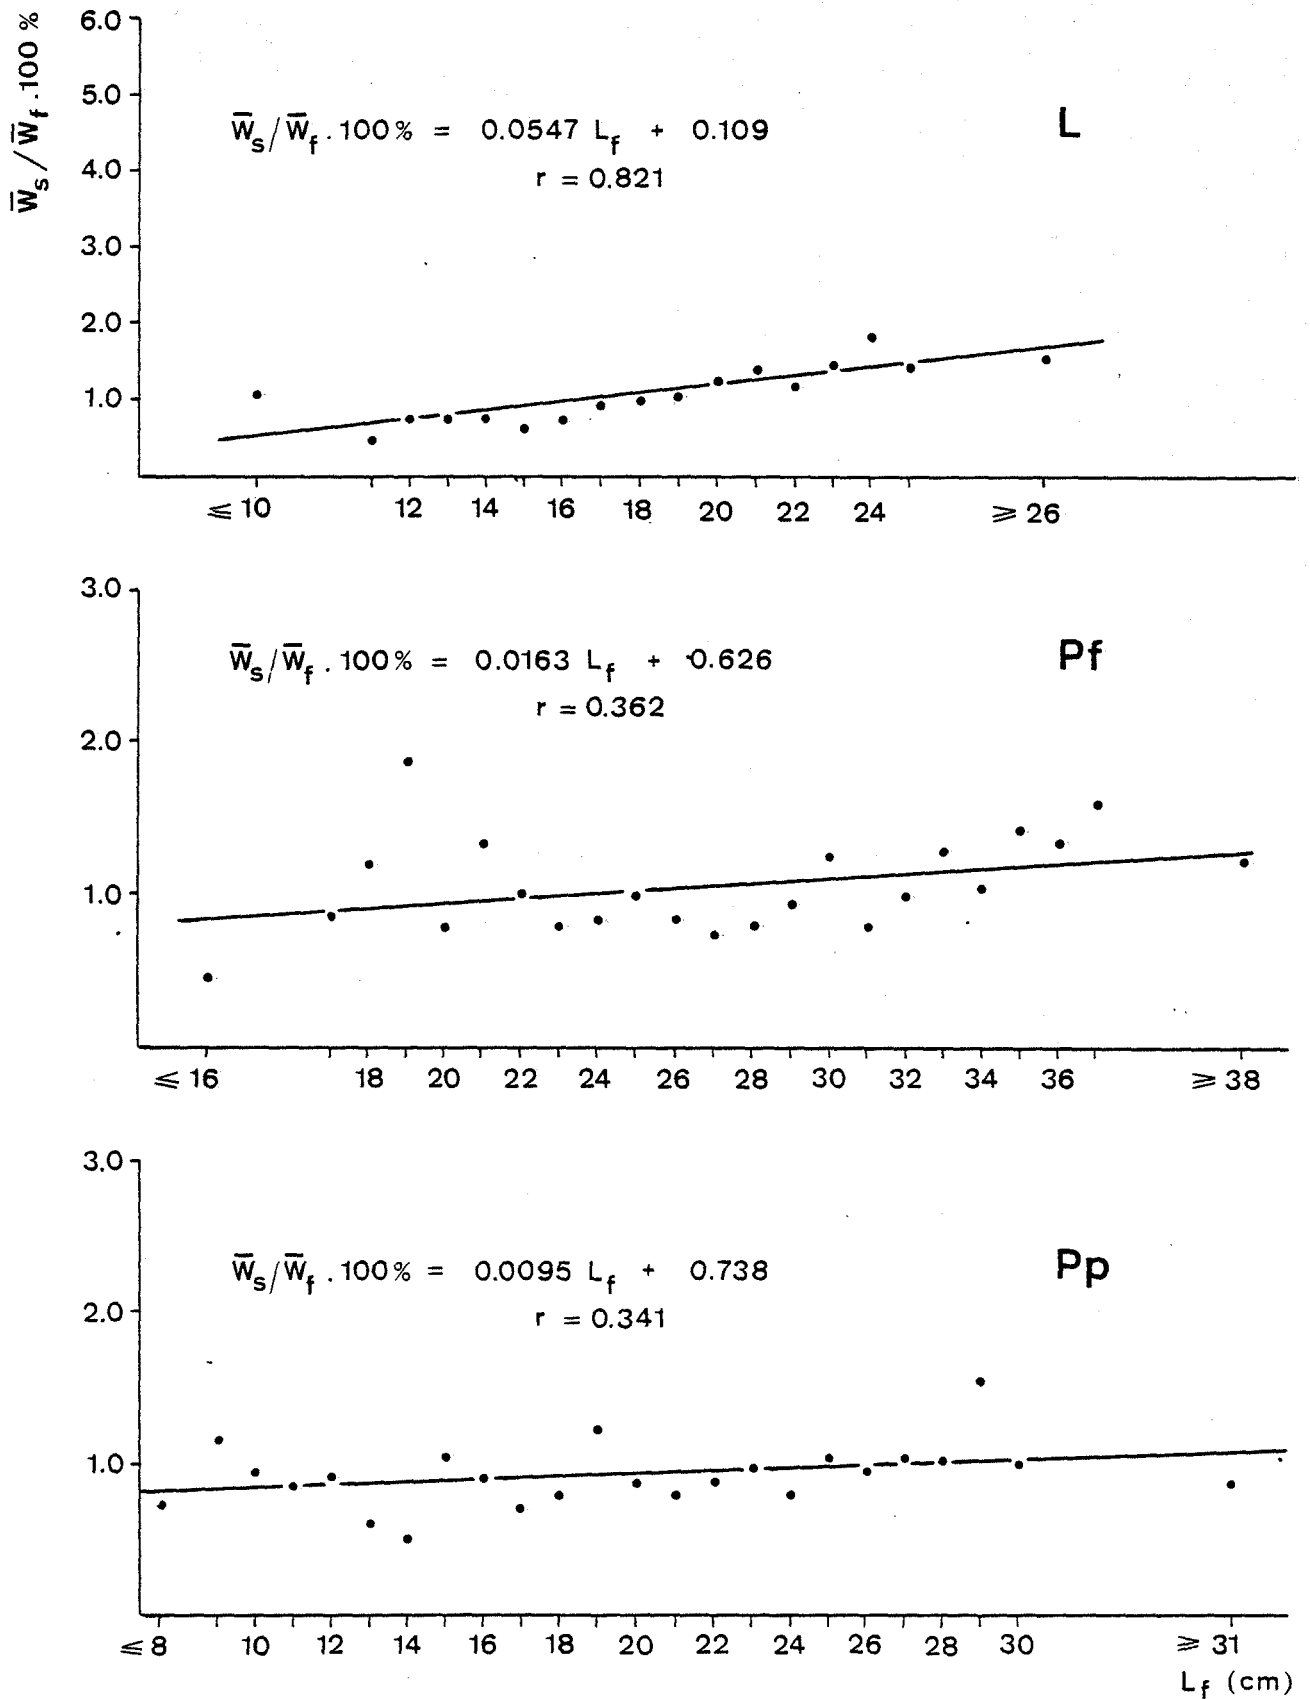 W̄s/W̄f .100 %
6.0
5.0
4.0
3.0
2.0
1.0
W̄s/W̄f .100% = 0.0547 Lf + 0.109
r = 0.821
L
⩽ 10 12 14 16 18 20 22 24 ⩾ 26
3.0
2.0
1.0
W̄s/W̄f .100% = 0.0163 Lf + 0.626
r = 0.362
Pf
⩽ 16 18 20 22 24 26 28 30 32 34 36 ⩾ 38
3.0
2.0
1.0
W̄s/W̄f .100% = 0.0095 Lf + 0.738
r = 0.341
Pp
⩽ 8 10 12 14 16 18 20 22 24 26 28 30 ⩾ 31
Lf (cm)